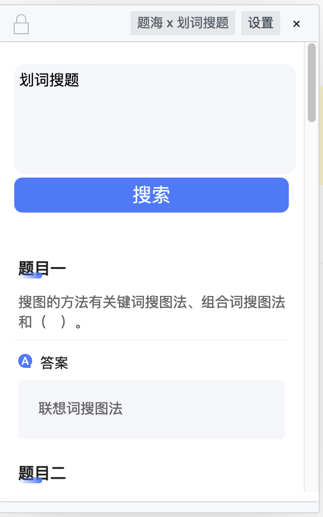 题海 x 划词搜题 设置 ×
划词搜题
搜索
题目一
搜图的方法有关键词搜图法、组合词搜图法
和（　）。
A 答案
联想词搜图法
题目二